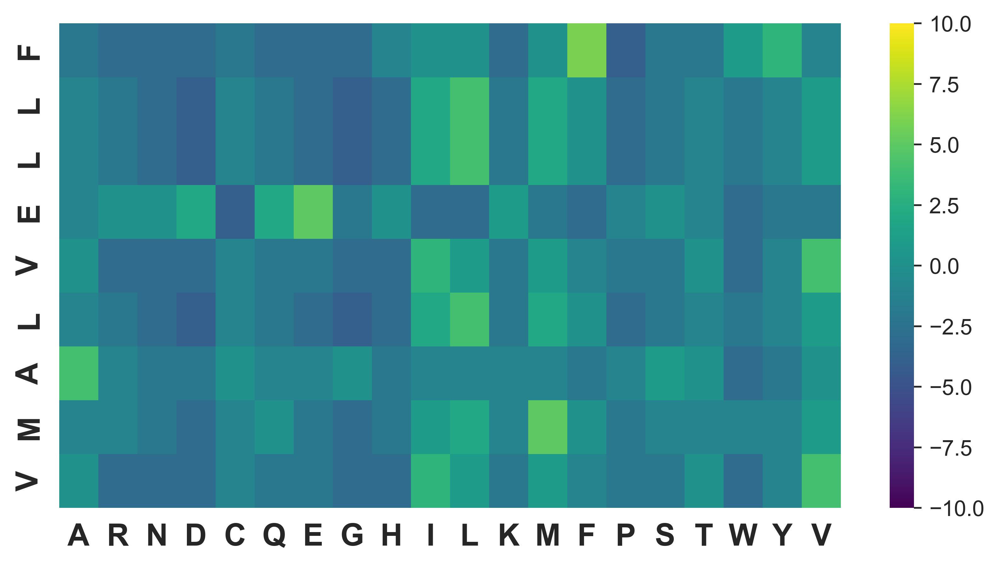 F
L
L
E
V
L
A
M
V
A R N D C Q E G H I L K M F P S T W Y V
10.0
7.5
5.0
2.5
0.0
−2.5
−5.0
−7.5
−10.0